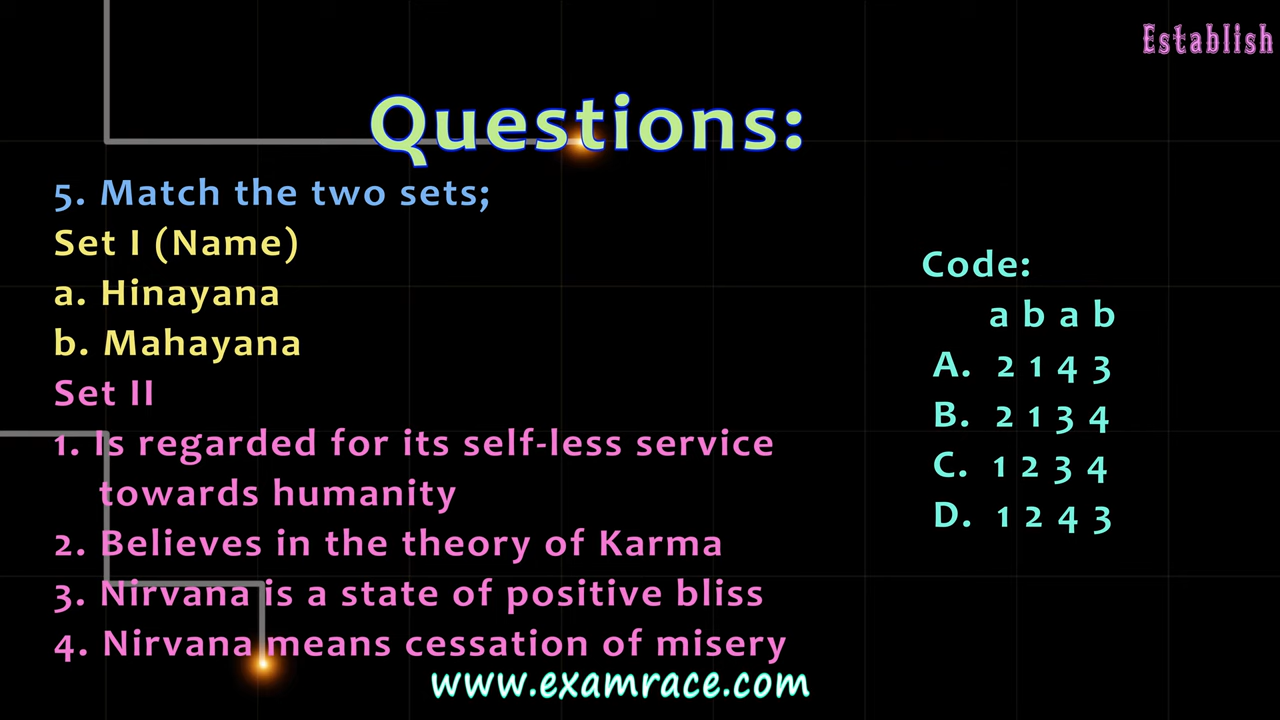 Establish
Questions:
5. Match the two sets;
Set I (Name)
a. Hinayana
b. Mahayana
Set II
1. Is regarded for its self-less service
towards humanity
2. Believes in the theory of Karma
3. Nirvana is a state of positive bliss
4. Nirvana means cessation of misery
Code:
a b a b
A. 2 1 4 3
B. 2 1 3 4
C. 1 2 3 4
D. 1 2 4 3
www.examrace.com